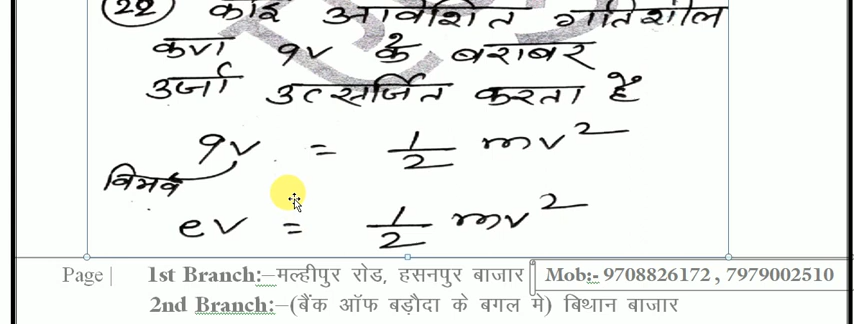 (22) कोई आवेशित गतिशील
कण qv के बराबर
उर्जा उत्सर्जित करता है
qv = 1/2 mv²
विभव
ev = 1/2 mv²
Page | 1st Branch:–मल्हीपुर रोड, हसनपुर बाजार Mob:- 9708826172 , 7979002510
2nd Branch:–(बैंक ऑफ बड़ौदा के बगल मे) बिथान बाजार